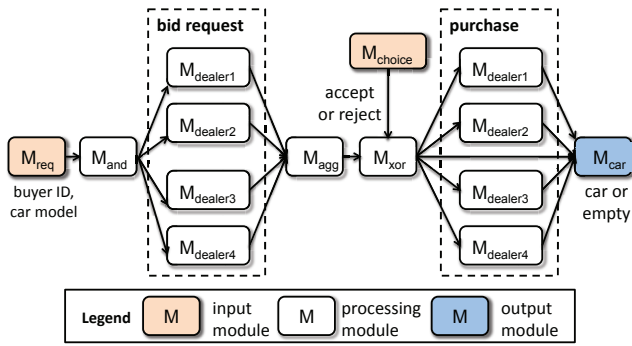 bid request
purchase
M_dealer1
M_choice
M_dealer1
accept
or reject
M_dealer2
M_dealer2
M_req
M_and
M_agg
M_xor
M_car
buyer ID,
car model
M_dealer3
M_dealer3
car or
empty
M_dealer4
M_dealer4
Legend
M
input
module
M
processing
module
M
output
module